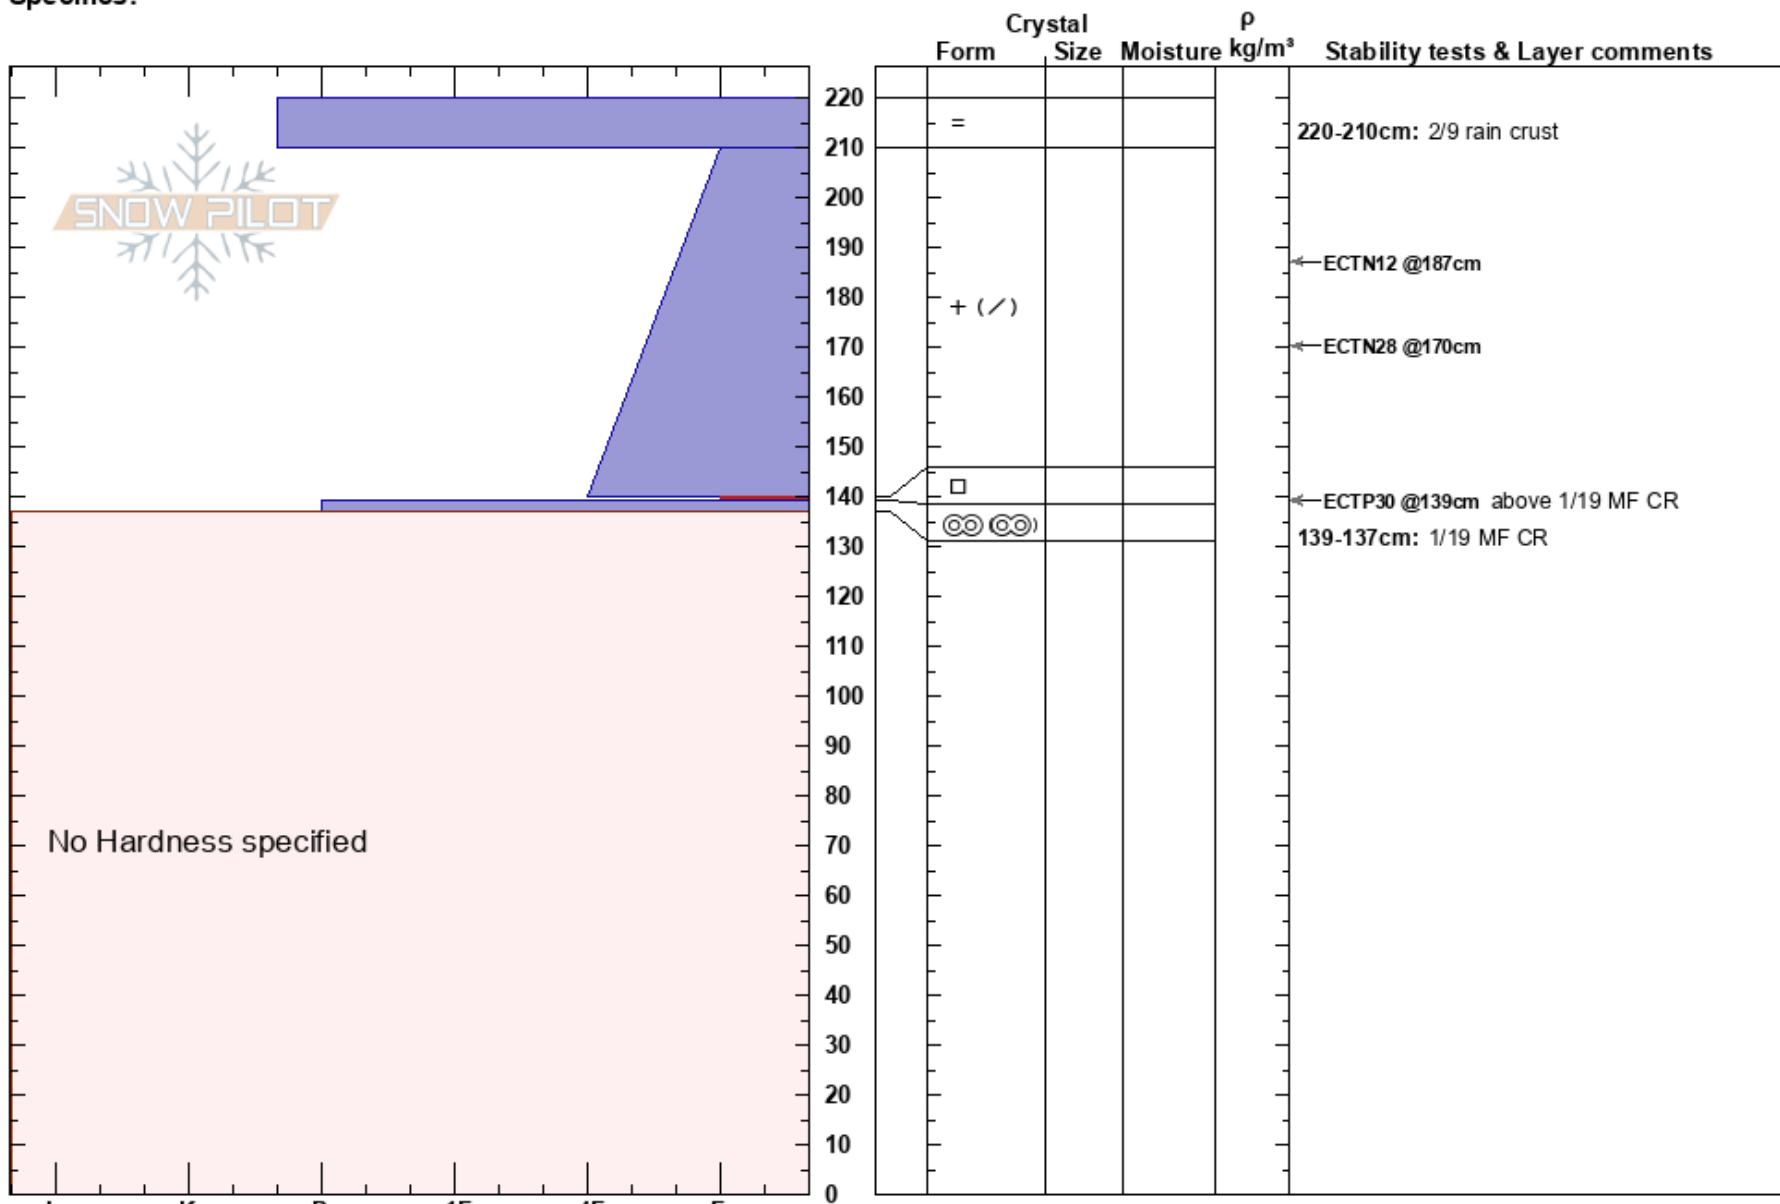 Crystal
ρ
Form Size Moisture kg/m³ Stability tests & Layer comments
220
=
220-210cm: 2/9 rain crust
210
SNOW PILOT
200
190
ECTN12 @187cm
180
+ (/)
170
ECTN28 @170cm
160
150
140
ECTP30 @139cm above 1/19 MF CR
139-137cm: 1/19 MF CR
130
120
110
100
90
80
No Hardness specified
70
60
50
40
30
20
10
0